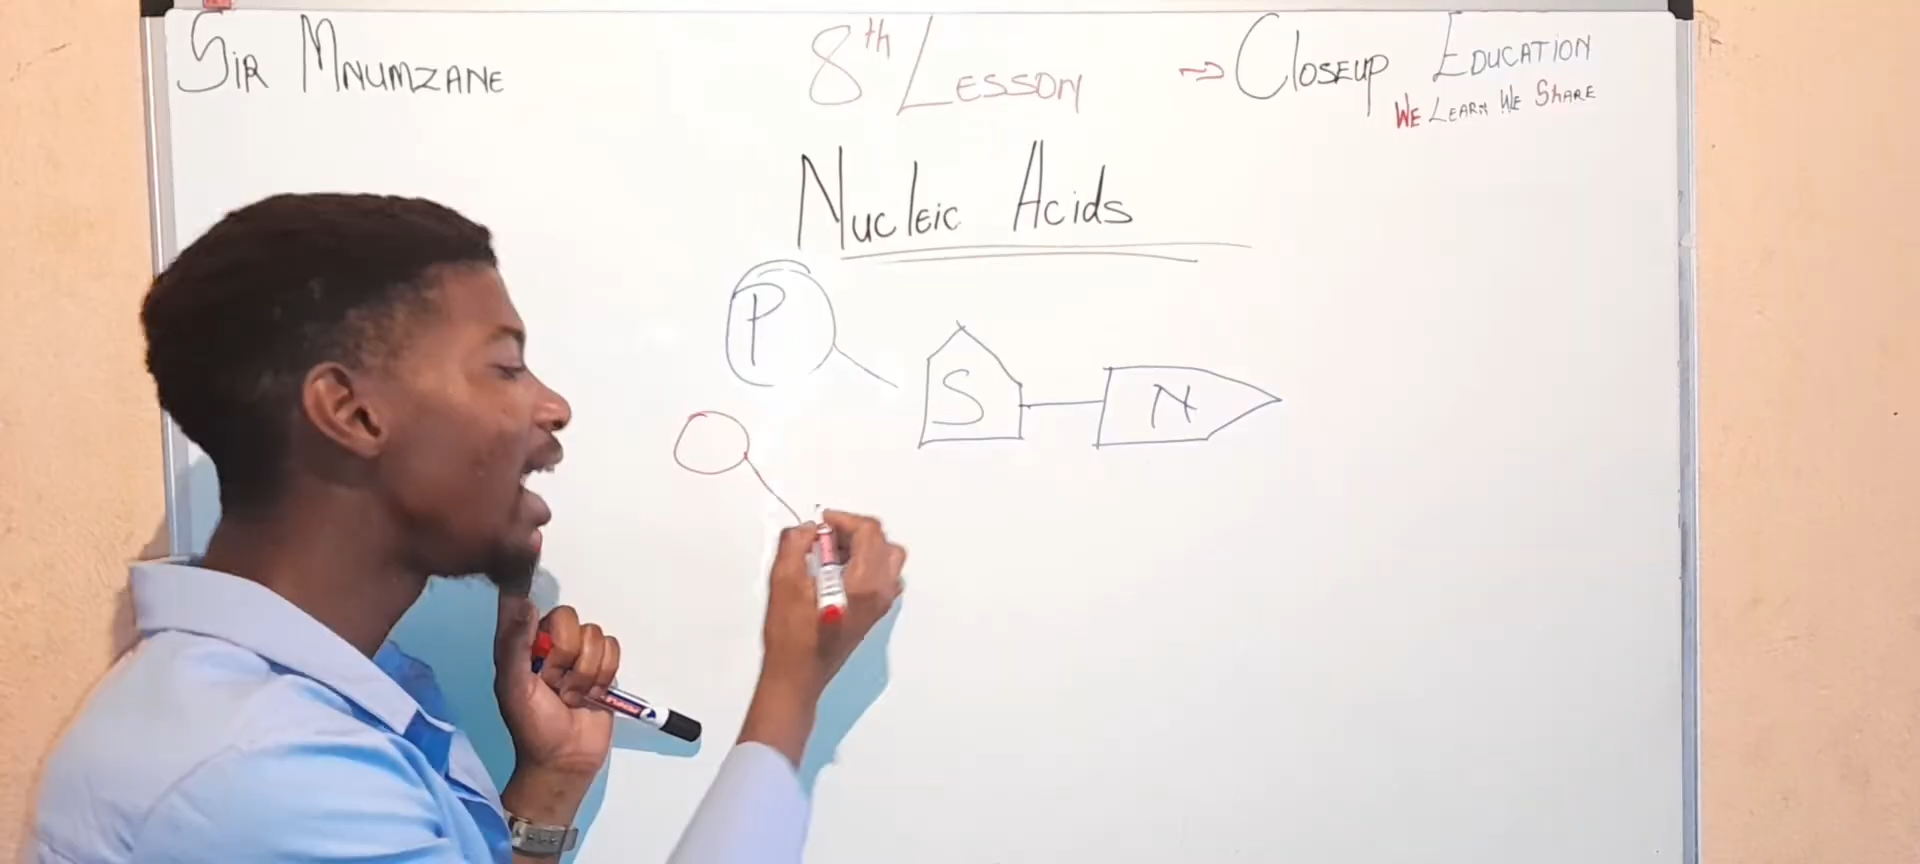 SIR MNUMZANE
8th LESSON
→ CLOSEUP EDUCATION
WE LEARN WE SHARE
NUCLEIC ACIDS
P
S
N